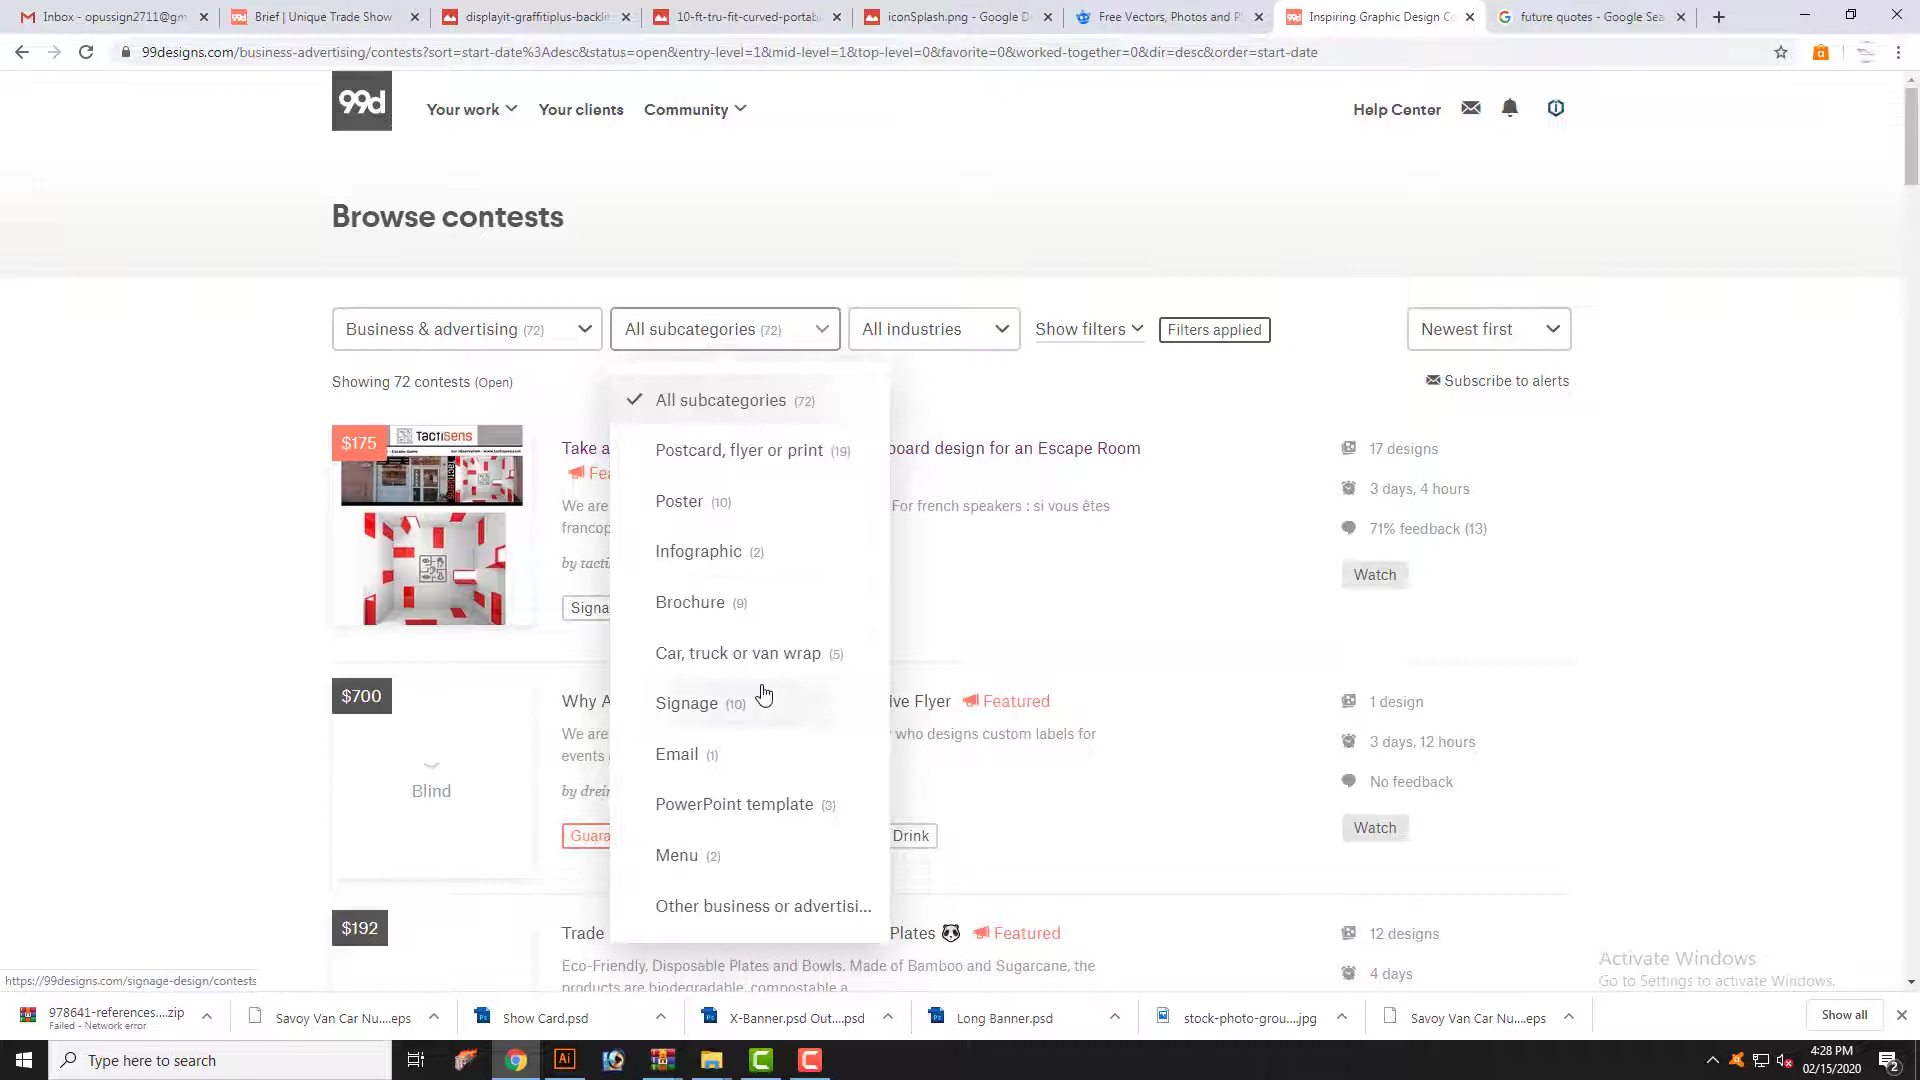 Inbox - opussign2711@gm
Brief | Unique Trade Show
displayit-graffitiplus-backli
10-ft-tru-fit-curved-portab
iconSplash.png - Google D
Free Vectors, Photos and P
Inspiring Graphic Design Co
future quotes - Google Sea
99designs.com/business-advertising/contests?sort=start-date%3Adesc&status=open&entry-level=1&mid-level=1&top-level=0&favorite=0&worked-together=0&dir=desc&order=start-date
99d
Your work
Your clients
Community
Help Center
Browse contests
Business & advertising (72)
All subcategories (72)
All industries
Show filters
Filters applied
Newest first
Showing 72 contests (Open)
Subscribe to alerts
All subcategories (72)
Postcard, flyer or print (19)
Poster (10)
Infographic (2)
Brochure (9)
Car, truck or van wrap (5)
Signage (10)
Email (1)
PowerPoint template (3)
Menu (2)
Other business or advertisi...
$175
TACTISENS
Take a
board design for an Escape Room
Fea
We are
For french speakers : si vous êtes
francop
by tacti
Signa
17 designs
3 days, 4 hours
71% feedback (13)
Watch
$700
Blind
Why A
ive Flyer
Featured
We are
who designs custom labels for
events
by drein
Guara
Drink
1 design
3 days, 12 hours
No feedback
Watch
$192
Trade
Plates
Featured
Eco-Friendly, Disposable Plates and Bowls. Made of Bamboo and Sugarcane, the
products are biodegradable, compostable a
12 designs
4 days
Activate Windows
Go to Settings to activate Windows.
https://99designs.com/signage-design/contests
978641-references....zip
Failed - Network error
Savoy Van Car Nu....eps
Show Card.psd
X-Banner.psd Out....psd
Long Banner.psd
stock-photo-grou....jpg
Savoy Van Car Nu....eps
Show all
Type here to search
Ai
4:28 PM
02/15/2020
2